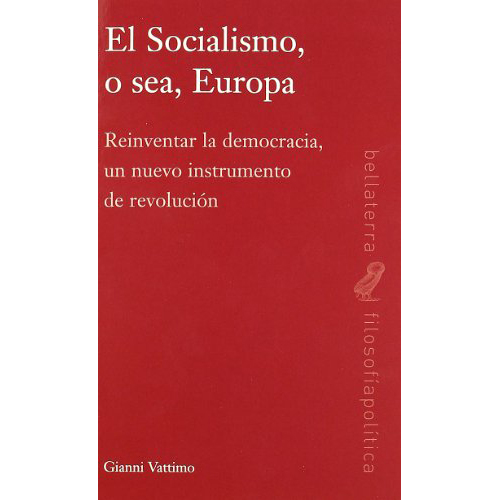 El Socialismo,
o sea, Europa
Reinventar la democracia,
un nuevo instrumento
de revolución
bellaterra
filosofíapolítica
Gianni Vattimo